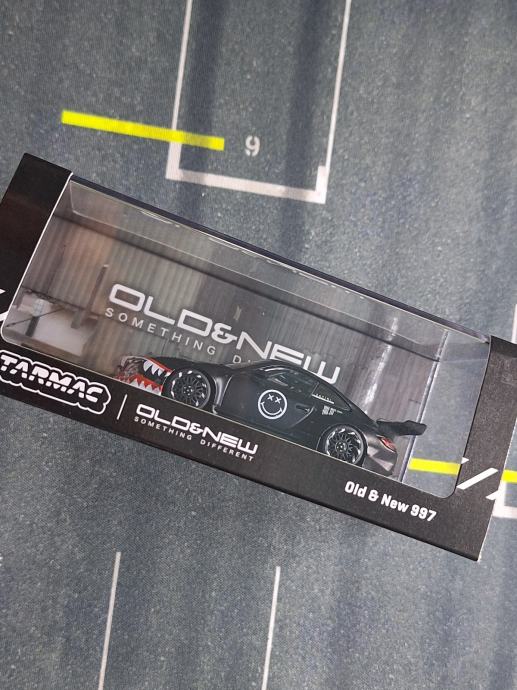 9
OLD&NEW
SOMETHING DI
TARMAC
OLD&NEW
SOMETHING DIFFERENT
Old & New 997